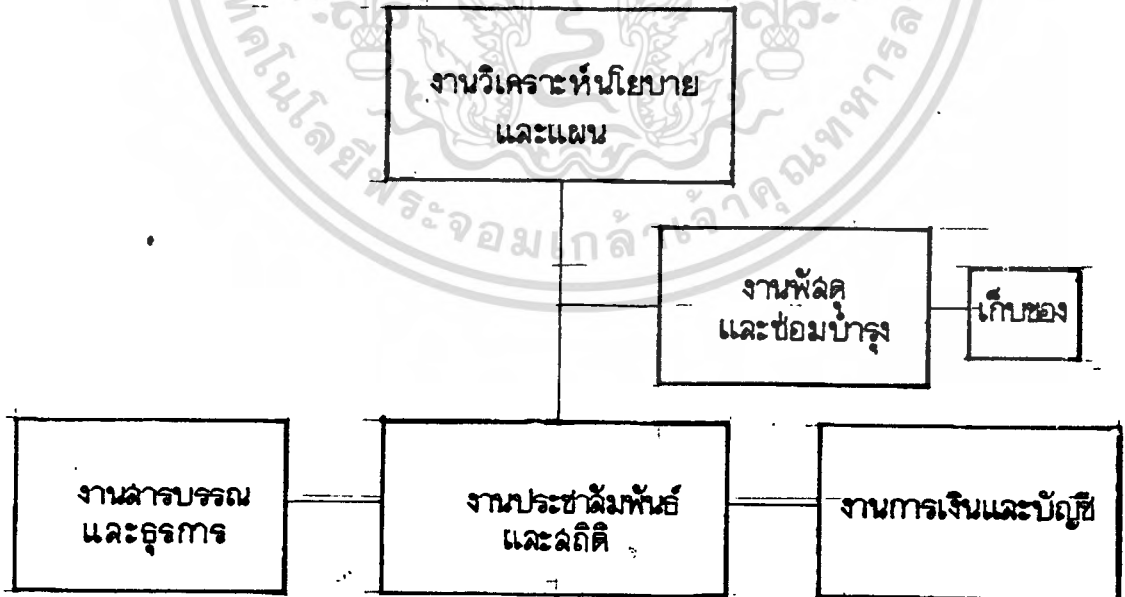 งานวิเคราะห์นโยบาย
และแผน
งานพัสดุ
และซ่อมบำรุง
เก็บของ
งานสารบรรณ
และธุรการ
งานประชาสัมพันธ์
และสถิติ
งานการเงินและบัญชี